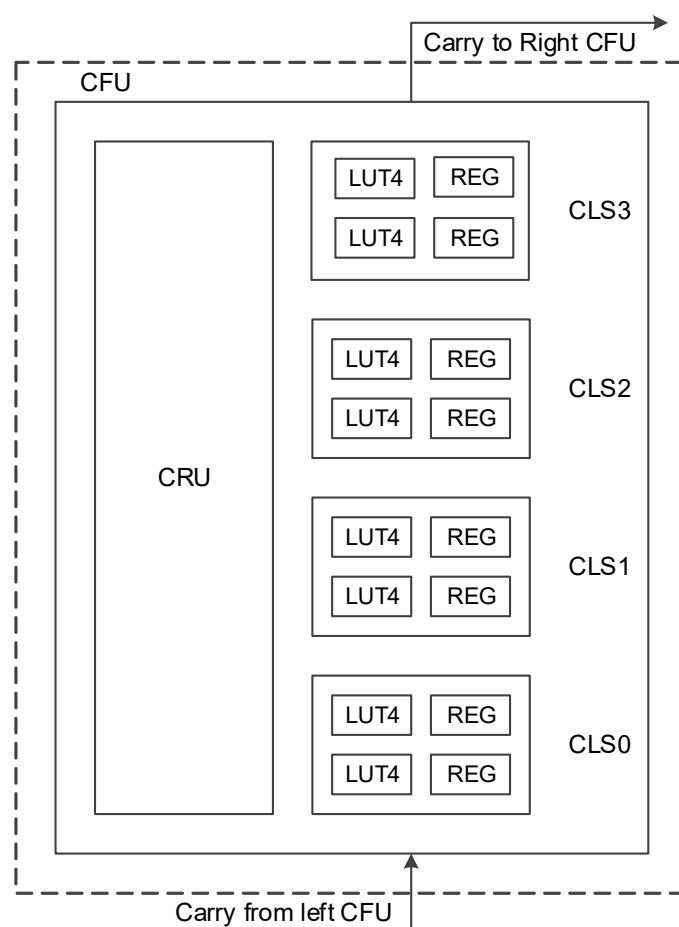 Carry to Right CFU
CFU
LUT4 REG
LUT4 REG
CLS3
LUT4 REG
LUT4 REG
CLS2
CRU
LUT4 REG
LUT4 REG
CLS1
LUT4 REG
LUT4 REG
CLS0
Carry from left CFU